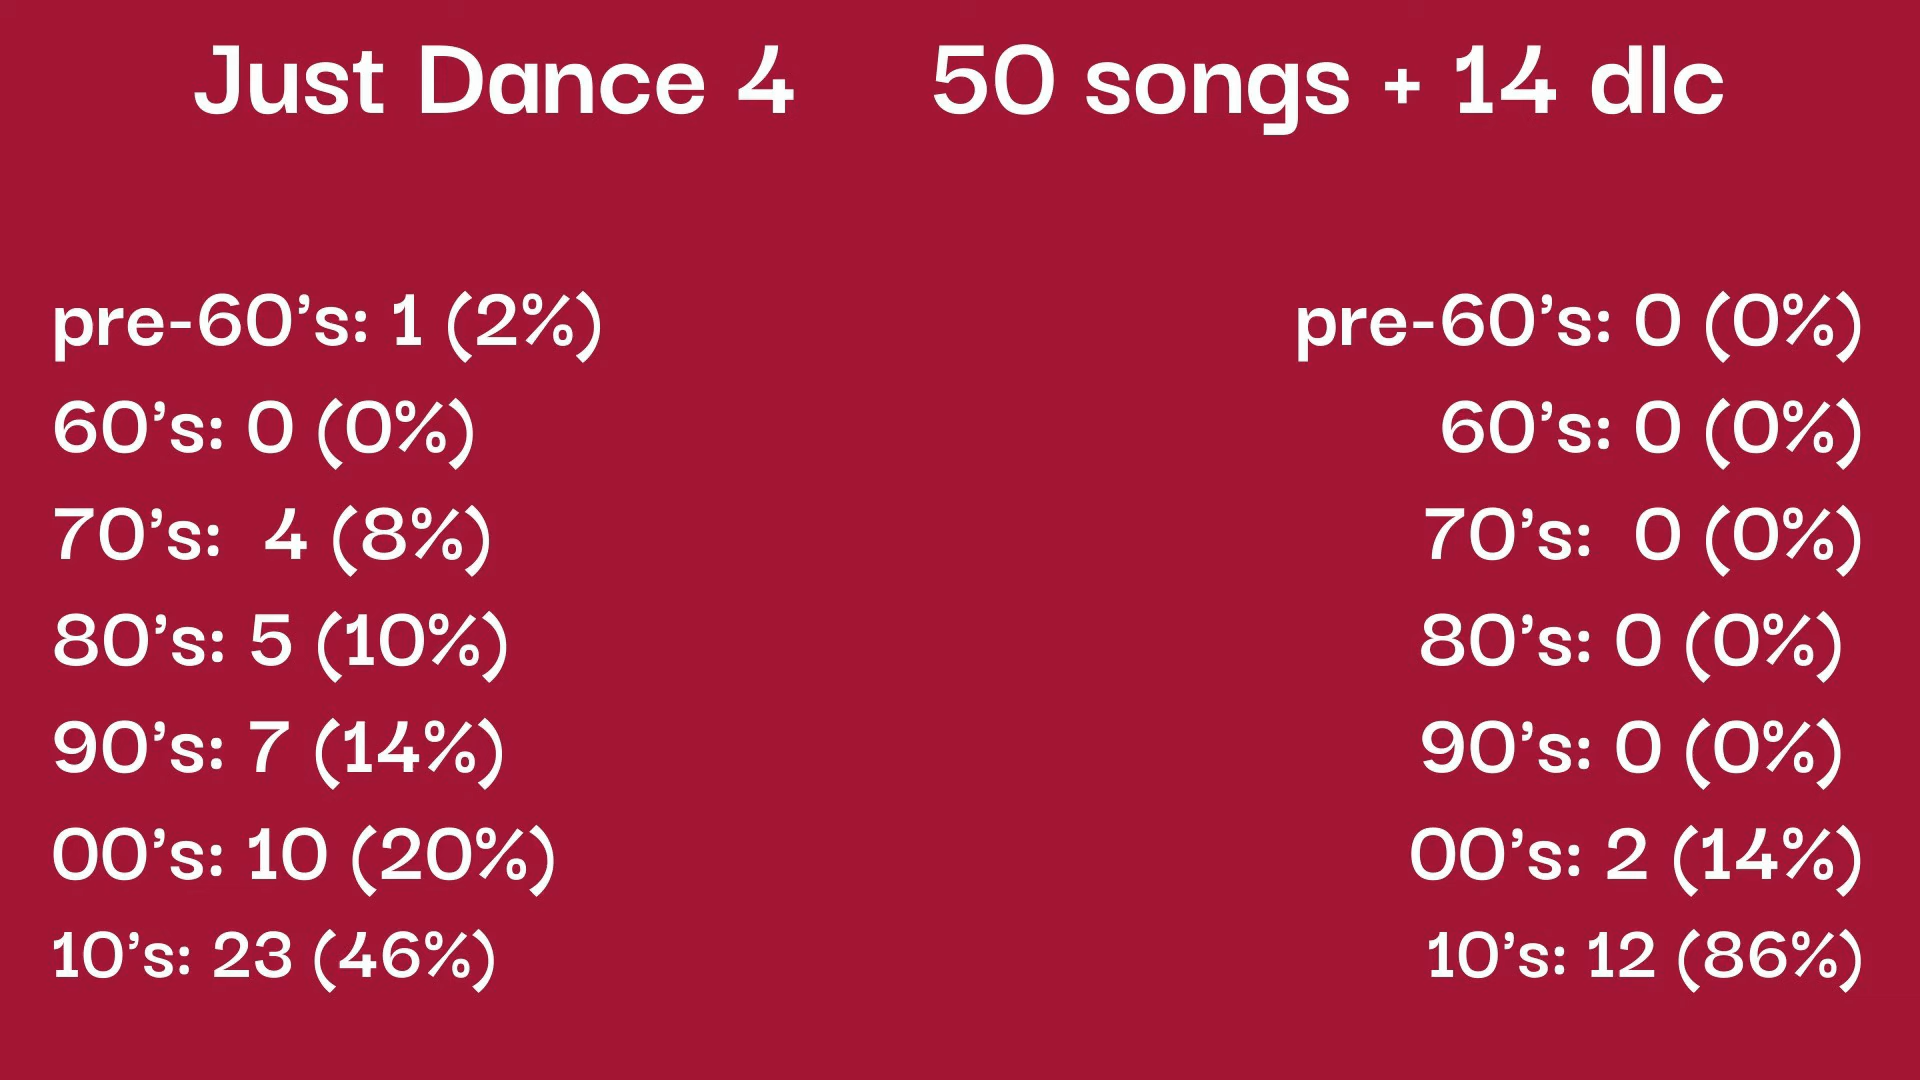 Just Dance 4 50 songs + 14 dlc
pre-60’s: 1 (2%)
60’s: 0 (0%)
70’s: 4 (8%)
80’s: 5 (10%)
90’s: 7 (14%)
00’s: 10 (20%)
10’s: 23 (46%)
pre-60’s: 0 (0%)
60’s: 0 (0%)
70’s: 0 (0%)
80’s: 0 (0%)
90’s: 0 (0%)
00’s: 2 (14%)
10’s: 12 (86%)